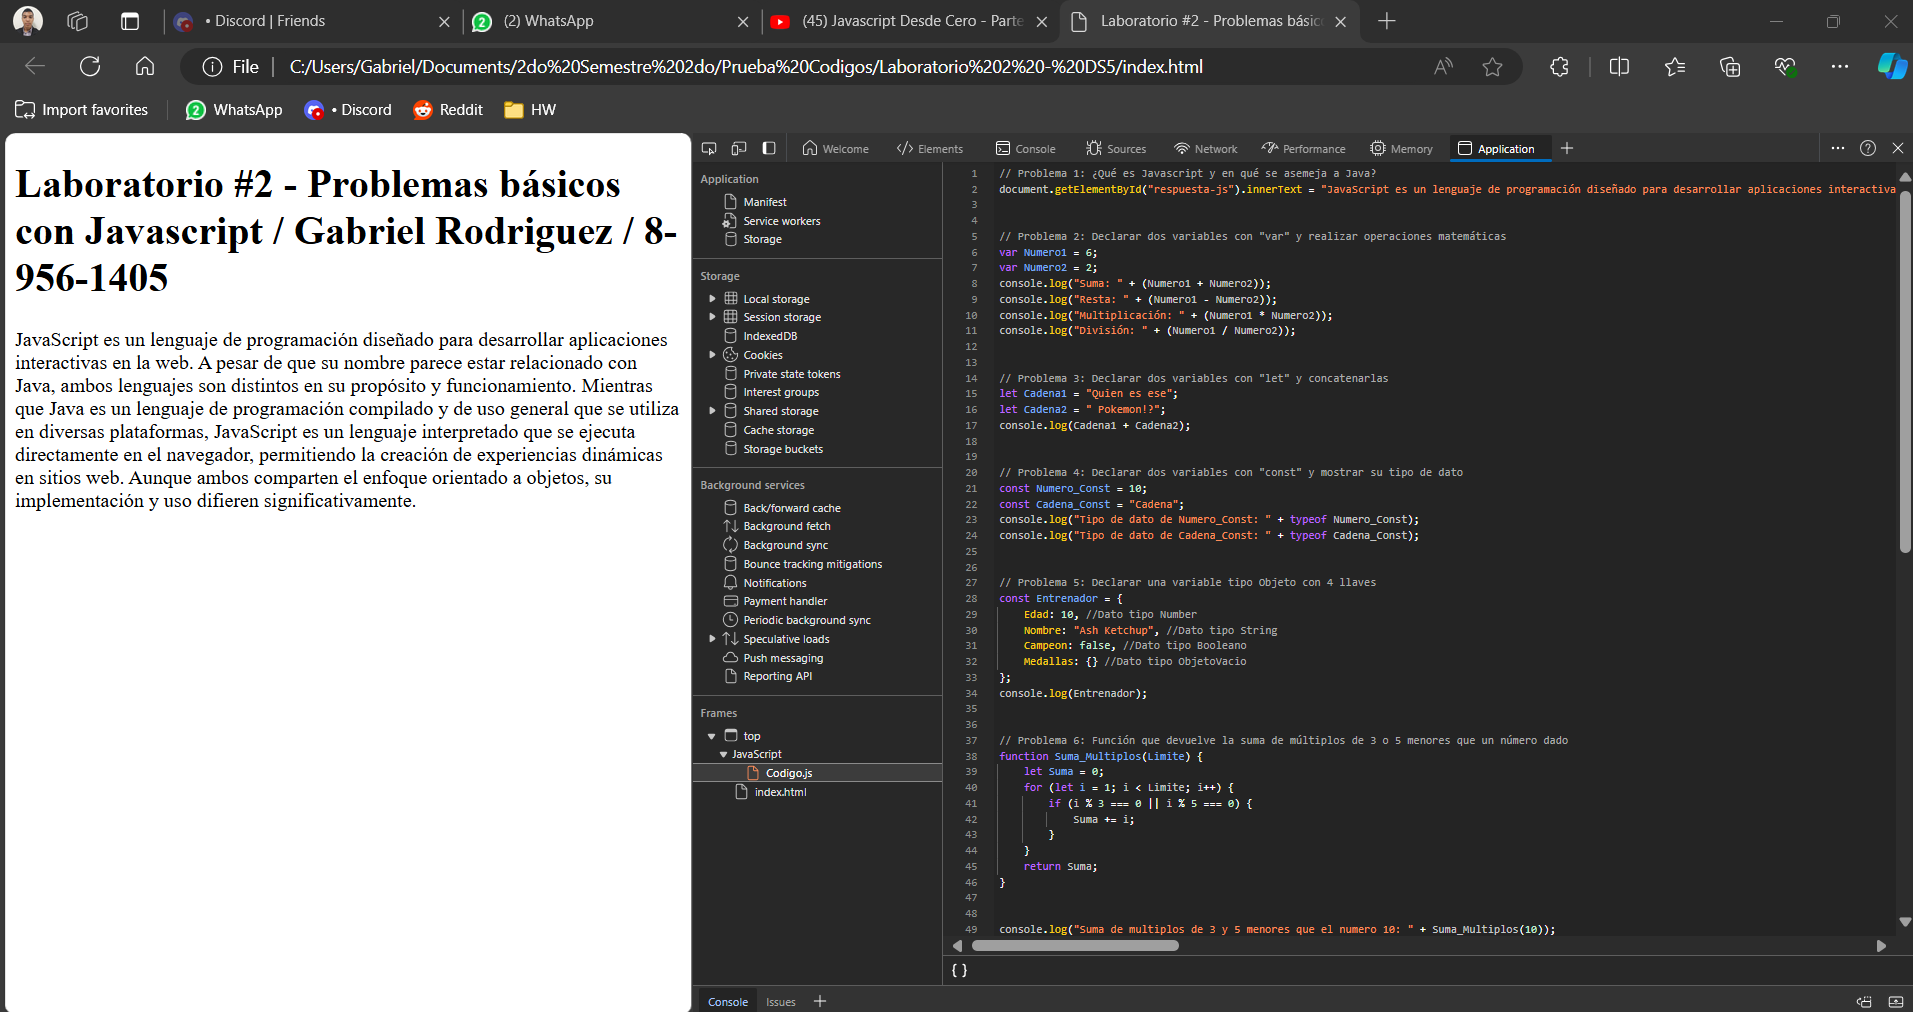 • Discord | Friends
(2) WhatsApp
(45) Javascript Desde Cero - Parte
Laboratorio #2 - Problemas básic
File
C:/Users/Gabriel/Documents/2do%20Semestre%202do/Prueba%20Codigos/Laboratorio%202%20-%20DS5/index.html
Import favorites
WhatsApp
• Discord
Reddit
HW
Laboratorio #2 - Problemas básicos
con Javascript / Gabriel Rodriguez / 8-
956-1405
JavaScript es un lenguaje de programación diseñado para desarrollar aplicaciones
interactivas en la web. A pesar de que su nombre parece estar relacionado con
Java, ambos lenguajes son distintos en su propósito y funcionamiento. Mientras
que Java es un lenguaje de programación compilado y de uso general que se utiliza
en diversas plataformas, JavaScript es un lenguaje interpretado que se ejecuta
directamente en el navegador, permitiendo la creación de experiencias dinámicas
en sitios web. Aunque ambos comparten el enfoque orientado a objetos, su
implementación y uso difieren significativamente.
Welcome
Elements
Console
Sources
Network
Performance
Memory
Application
Application
Manifest
Service workers
Storage
Storage
Local storage
Session storage
IndexedDB
Cookies
Private state tokens
Interest groups
Shared storage
Cache storage
Storage buckets
Background services
Back/forward cache
Background fetch
Background sync
Bounce tracking mitigations
Notifications
Payment handler
Periodic background sync
Speculative loads
Push messaging
Reporting API
Frames
top
JavaScript
Codigo.js
index.html
1 // Problema 1: ¿Qué es Javascript y en qué se asemeja a Java?
2 document.getElementById("respuesta-js").innerText = "JavaScript es un lenguaje de programación diseñado para desarrollar aplicaciones interactiva
3
4
5 // Problema 2: Declarar dos variables con "var" y realizar operaciones matemáticas
6 var Numero1 = 6;
7 var Numero2 = 2;
8 console.log("Suma: " + (Numero1 + Numero2));
9 console.log("Resta: " + (Numero1 - Numero2));
10 console.log("Multiplicación: " + (Numero1 * Numero2));
11 console.log("División: " + (Numero1 / Numero2));
12
13
14 // Problema 3: Declarar dos variables con "let" y concatenarlas
15 let Cadena1 = "Quien es ese";
16 let Cadena2 = " Pokemon!?";
17 console.log(Cadena1 + Cadena2);
18
19
20 // Problema 4: Declarar dos variables con "const" y mostrar su tipo de dato
21 const Numero_Const = 10;
22 const Cadena_Const = "Cadena";
23 console.log("Tipo de dato de Numero_Const: " + typeof Numero_Const);
24 console.log("Tipo de dato de Cadena_Const: " + typeof Cadena_Const);
25
26
27 // Problema 5: Declarar una variable tipo Objeto con 4 llaves
28 const Entrenador = {
29 Edad: 10, //Dato tipo Number
30 Nombre: "Ash Ketchup", //Dato tipo String
31 Campeon: false, //Dato tipo Booleano
32 Medallas: {} //Dato tipo ObjetoVacio
33 };
34 console.log(Entrenador);
35
36
37 // Problema 6: Función que devuelve la suma de múltiplos de 3 o 5 menores que un número dado
38 function Suma_Multiplos(Limite) {
39 let Suma = 0;
40 for (let i = 1; i < Limite; i++) {
41 if (i % 3 === 0 || i % 5 === 0) {
42 Suma += i;
43 }
44 }
45 return Suma;
46 }
47
48
49 console.log("Suma de multiplos de 3 y 5 menores que el numero 10: " + Suma_Multiplos(10));
{ }
Console
Issues